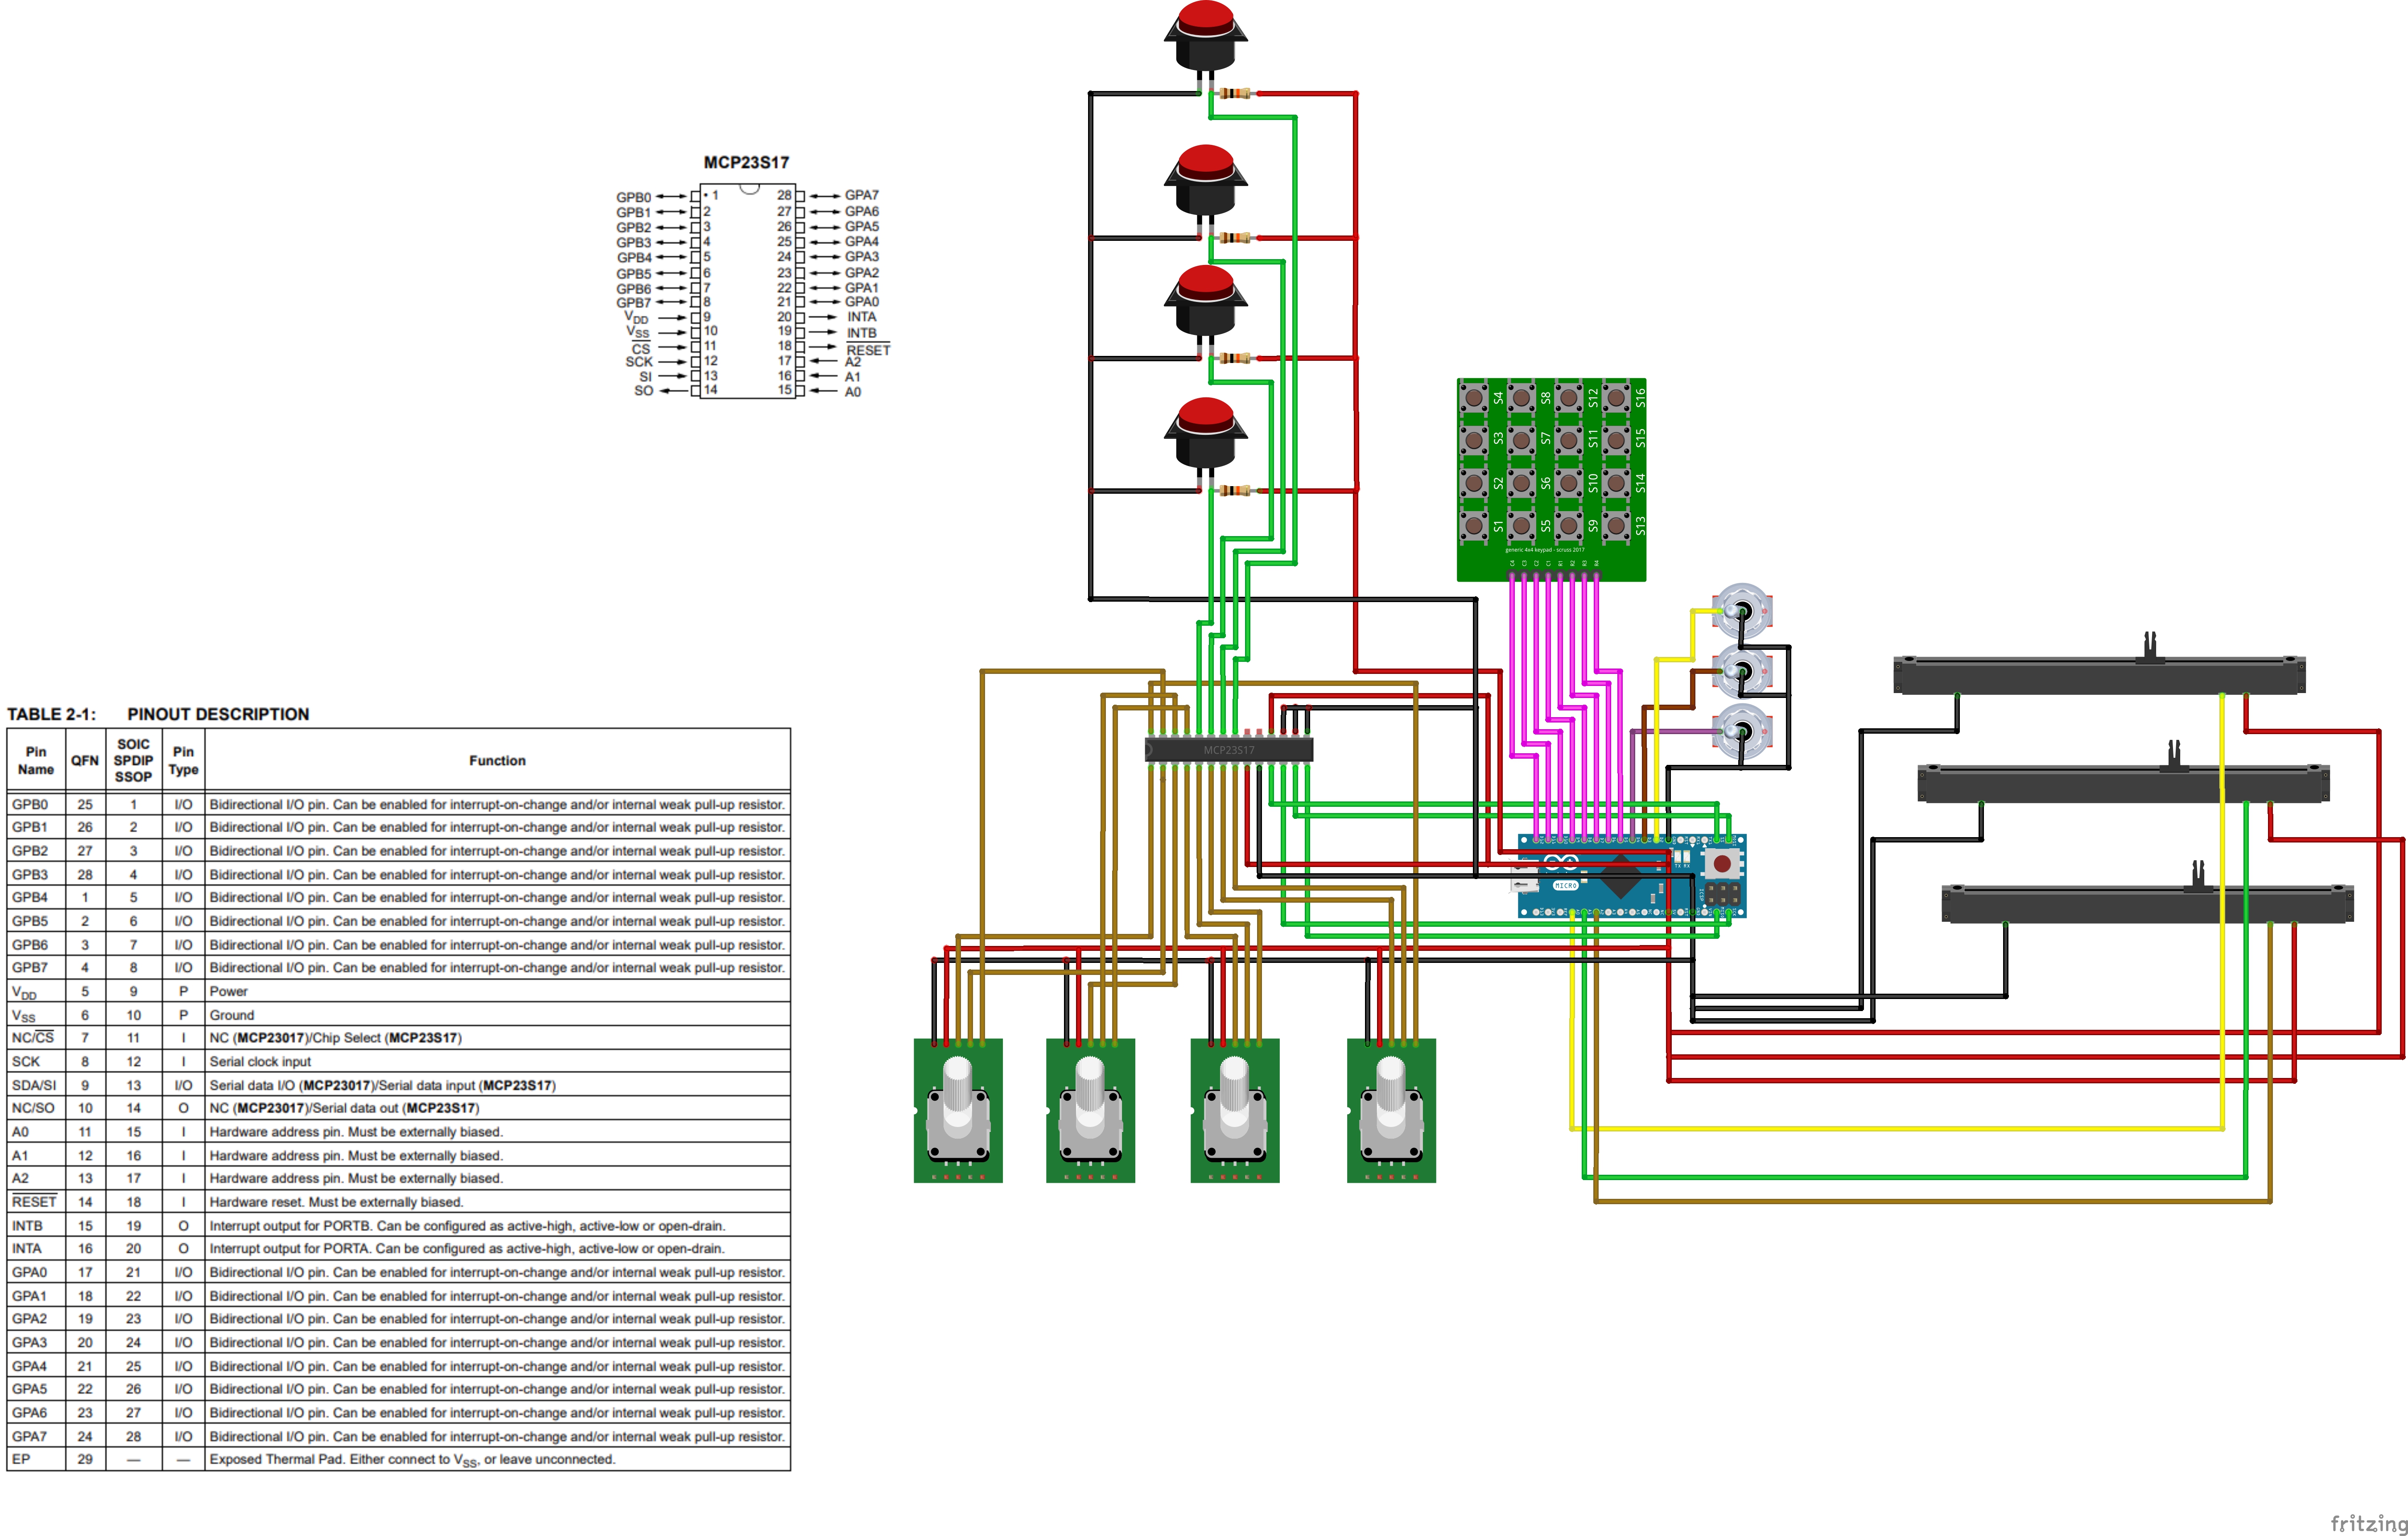 MCP23S17
GPB0 1 28 GPA7
GPB1 2 27 GPA6
GPB2 3 26 GPA5
GPB3 4 25 GPA4
GPB4 5 24 GPA3
GPB5 6 23 GPA2
GPB6 7 22 GPA1
GPB7 8 21 GPA0
VDD 9 20 INTA
VSS 10 19 INTB
CS 11 18 RESET
SCK 12 17 A2
SI 13 16 A1
SO 14 15 A0
S4 S8 S12 S16
S3 S7 S11 S15
S2 S6 S10 S14
S1 S5 S9 S13
generic 4x4 keypad - scruss 2017
C4 C3 C2 C1 R1 R2 R3 R4
MCP23S17
MICRO
TX RX
ICSP
TABLE 2-1: PINOUT DESCRIPTION
Pin Name QFN SOIC SPDIP SSOP Pin Type Function
GPB0 25 1 I/O Bidirectional I/O pin. Can be enabled for interrupt-on-change and/or internal weak pull-up resistor.
GPB1 26 2 I/O Bidirectional I/O pin. Can be enabled for interrupt-on-change and/or internal weak pull-up resistor.
GPB2 27 3 I/O Bidirectional I/O pin. Can be enabled for interrupt-on-change and/or internal weak pull-up resistor.
GPB3 28 4 I/O Bidirectional I/O pin. Can be enabled for interrupt-on-change and/or internal weak pull-up resistor.
GPB4 1 5 I/O Bidirectional I/O pin. Can be enabled for interrupt-on-change and/or internal weak pull-up resistor.
GPB5 2 6 I/O Bidirectional I/O pin. Can be enabled for interrupt-on-change and/or internal weak pull-up resistor.
GPB6 3 7 I/O Bidirectional I/O pin. Can be enabled for interrupt-on-change and/or internal weak pull-up resistor.
GPB7 4 8 I/O Bidirectional I/O pin. Can be enabled for interrupt-on-change and/or internal weak pull-up resistor.
VDD 5 9 P Power
VSS 6 10 P Ground
NC/CS 7 11 I NC (MCP23017)/Chip Select (MCP23S17)
SCK 8 12 I Serial clock input
SDA/SI 9 13 I/O Serial data I/O (MCP23017)/Serial data input (MCP23S17)
NC/SO 10 14 O NC (MCP23017)/Serial data out (MCP23S17)
A0 11 15 I Hardware address pin. Must be externally biased.
A1 12 16 I Hardware address pin. Must be externally biased.
A2 13 17 I Hardware address pin. Must be externally biased.
RESET 14 18 I Hardware reset. Must be externally biased.
INTB 15 19 O Interrupt output for PORTB. Can be configured as active-high, active-low or open-drain.
INTA 16 20 O Interrupt output for PORTA. Can be configured as active-high, active-low or open-drain.
GPA0 17 21 I/O Bidirectional I/O pin. Can be enabled for interrupt-on-change and/or internal weak pull-up resistor.
GPA1 18 22 I/O Bidirectional I/O pin. Can be enabled for interrupt-on-change and/or internal weak pull-up resistor.
GPA2 19 23 I/O Bidirectional I/O pin. Can be enabled for interrupt-on-change and/or internal weak pull-up resistor.
GPA3 20 24 I/O Bidirectional I/O pin. Can be enabled for interrupt-on-change and/or internal weak pull-up resistor.
GPA4 21 25 I/O Bidirectional I/O pin. Can be enabled for interrupt-on-change and/or internal weak pull-up resistor.
GPA5 22 26 I/O Bidirectional I/O pin. Can be enabled for interrupt-on-change and/or internal weak pull-up resistor.
GPA6 23 27 I/O Bidirectional I/O pin. Can be enabled for interrupt-on-change and/or internal weak pull-up resistor.
GPA7 24 28 I/O Bidirectional I/O pin. Can be enabled for interrupt-on-change and/or internal weak pull-up resistor.
EP 29 — — Exposed Thermal Pad. Either connect to VSS, or leave unconnected.
fritzing